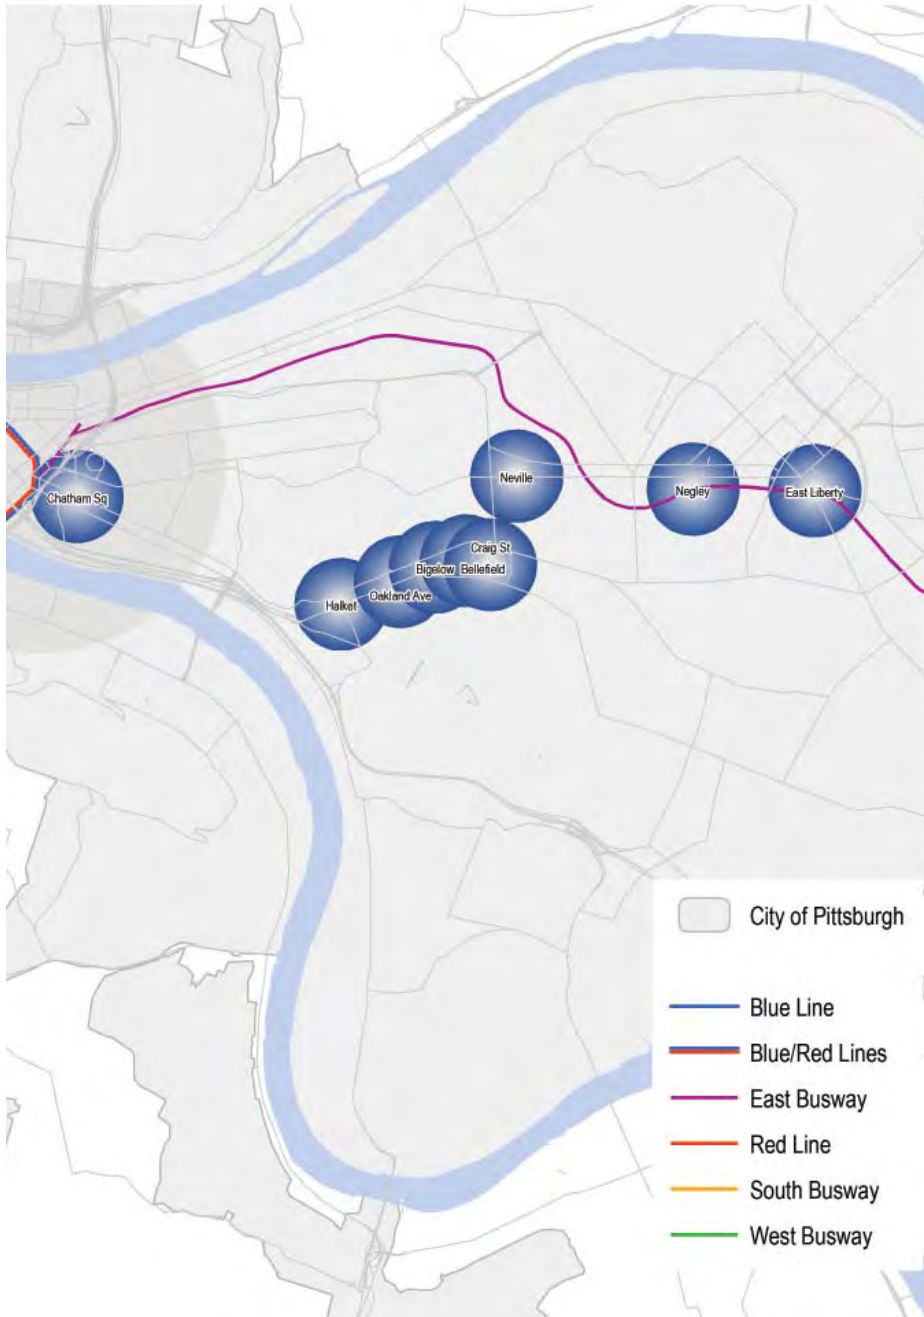 Chatham Sq
Neville
Negley
East Liberty
Craig St
Bigelow
Bellefield
Oakland Ave
Halket
City of Pittsburgh
Blue Line
Blue/Red Lines
East Busway
Red Line
South Busway
West Busway